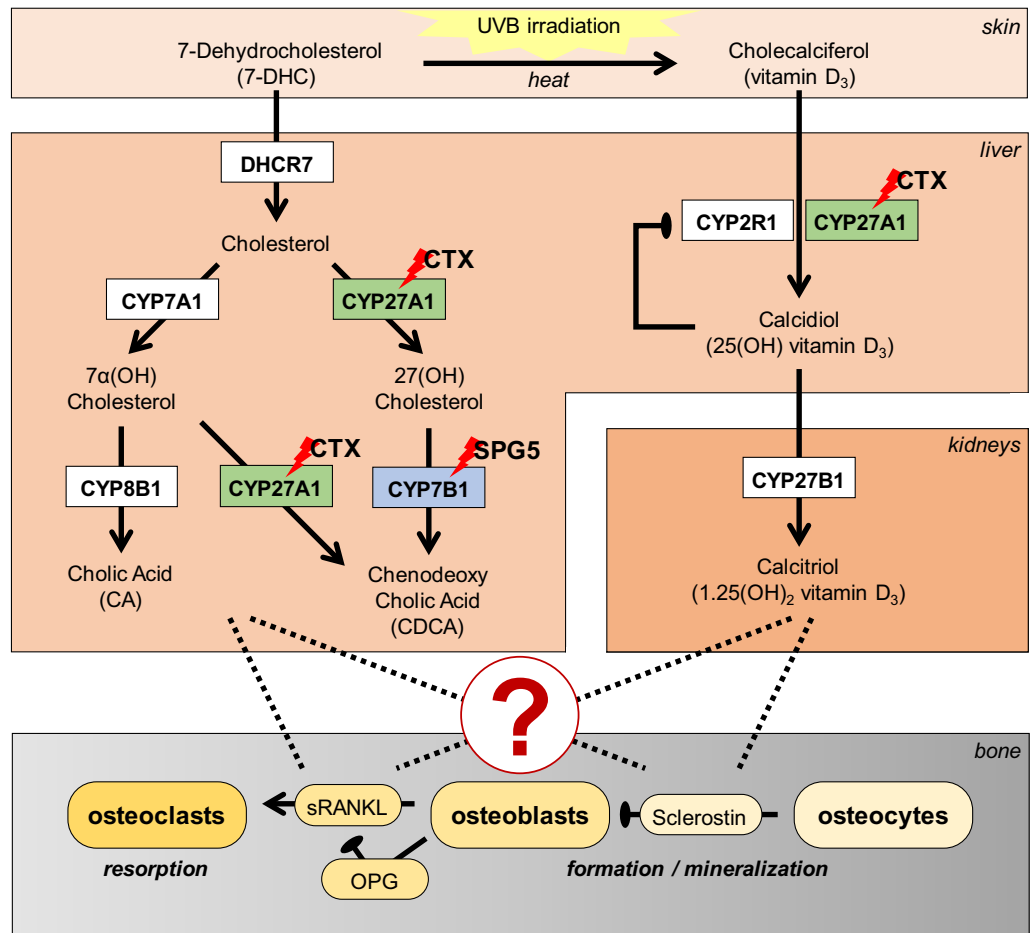 UVB irradiation
skin
7-Dehydrocholesterol
(7-DHC)
heat
Cholecalciferol
(vitamin D₃)
liver
DHCR7
CTX
CYP2R1
CYP27A1
Cholesterol
CTX
CYP7A1
CYP27A1
Calcidiol
(25(OH) vitamin D₃)
7α(OH)
Cholesterol
27(OH)
Cholesterol
kidneys
CTX
SPG5
CYP8B1
CYP27A1
CYP7B1
CYP27B1
Cholic Acid
(CA)
Chenodeoxy
Cholic Acid
(CDCA)
Calcitriol
(1.25(OH)₂ vitamin D₃)
?
bone
osteoclasts
sRANKL
osteoblasts
Sclerostin
osteocytes
resorption
OPG
formation / mineralization